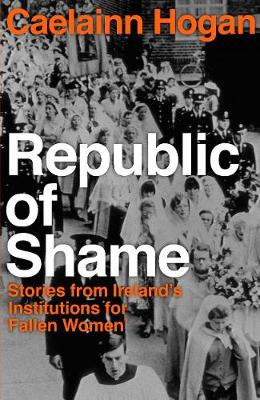 Caelainn Hogan
Republic
of
Shame
Stories from Ireland's
Institutions for
'Fallen Women'